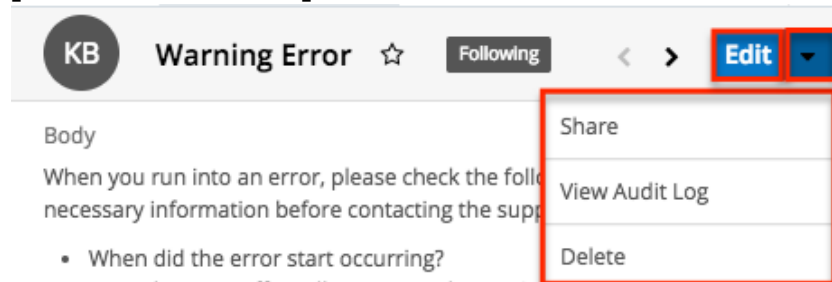 KB Warning Error Following Edit
Share
Body
When you run into an error, please check the follo
View Audit Log
necessary information before contacting the supp
• When did the error start occurring?
Delete